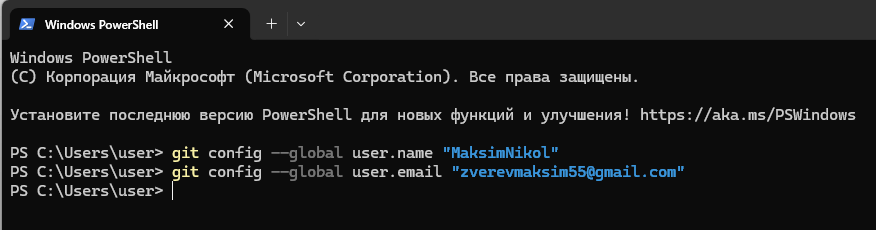 Windows PowerShell
Windows PowerShell
(C) Корпорация Майкрософт (Microsoft Corporation). Все права защищены.
Установите последнюю версию PowerShell для новых функций и улучшения! https://aka.ms/PSWindows
PS C:\Users\user> git config --global user.name "MaksimNikol"
PS C:\Users\user> git config --global user.email "zverevmaksim55@gmail.com"
PS C:\Users\user>